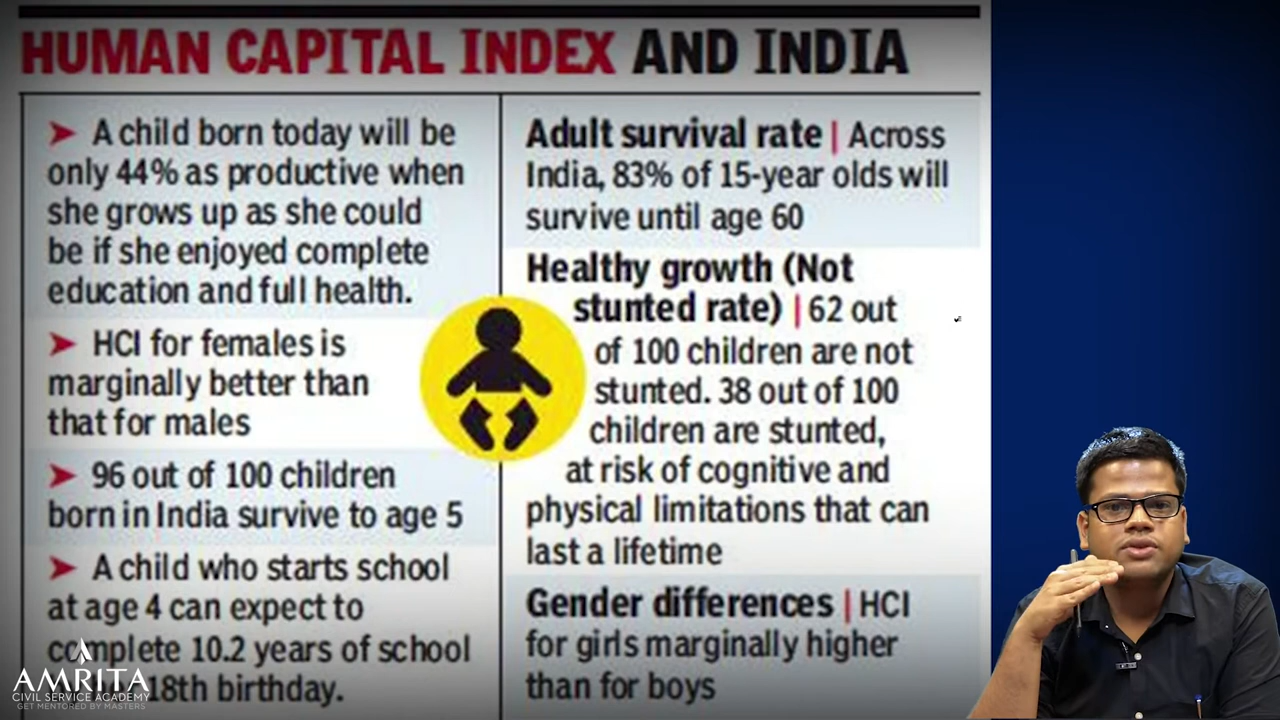 HUMAN CAPITAL INDEX AND INDIA
➤ A child born today will be
only 44% as productive when
she grows up as she could
be if she enjoyed complete
education and full health.
➤ HCI for females is
marginally better than
that for males
➤ 96 out of 100 children
born in India survive to age 5
➤ A child who starts school
at age 4 can expect to
complete 10.2 years of school
18th birthday.
Adult survival rate | Across
India, 83% of 15-year olds will
survive until age 60
Healthy growth (Not
stunted rate) | 62 out
of 100 children are not
stunted. 38 out of 100
children are stunted,
at risk of cognitive and
physical limitations that can
last a lifetime
Gender differences | HCI
for girls marginally higher
than for boys
AMRITA
CIVIL SERVICE ACADEMY
GET MENTORED BY MASTERS